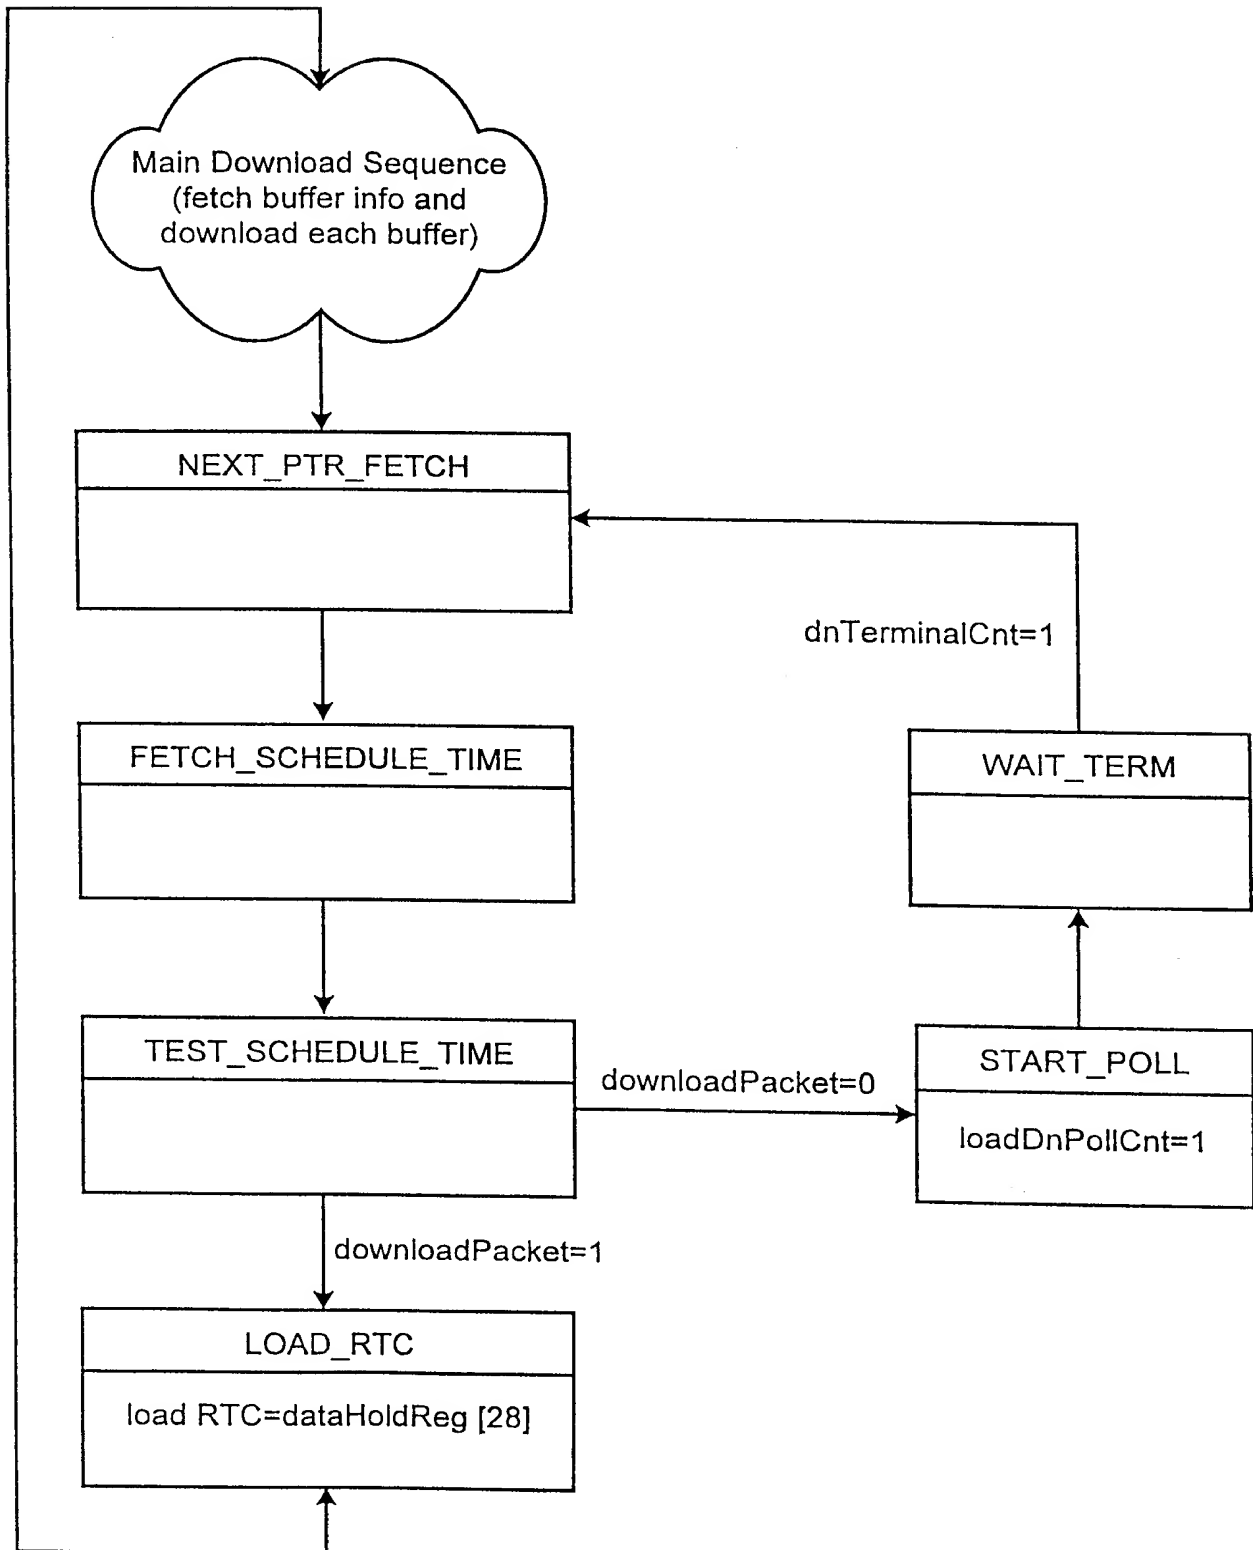 Main Download Sequence
(fetch buffer info and
download each buffer)
NEXT_PTR_FETCH
dnTerminalCnt=1
FETCH_SCHEDULE_TIME
WAIT_TERM
TEST_SCHEDULE_TIME
downloadPacket=0
START_POLL
loadDnPollCnt=1
downloadPacket=1
LOAD_RTC
load RTC=dataHoldReg [28]